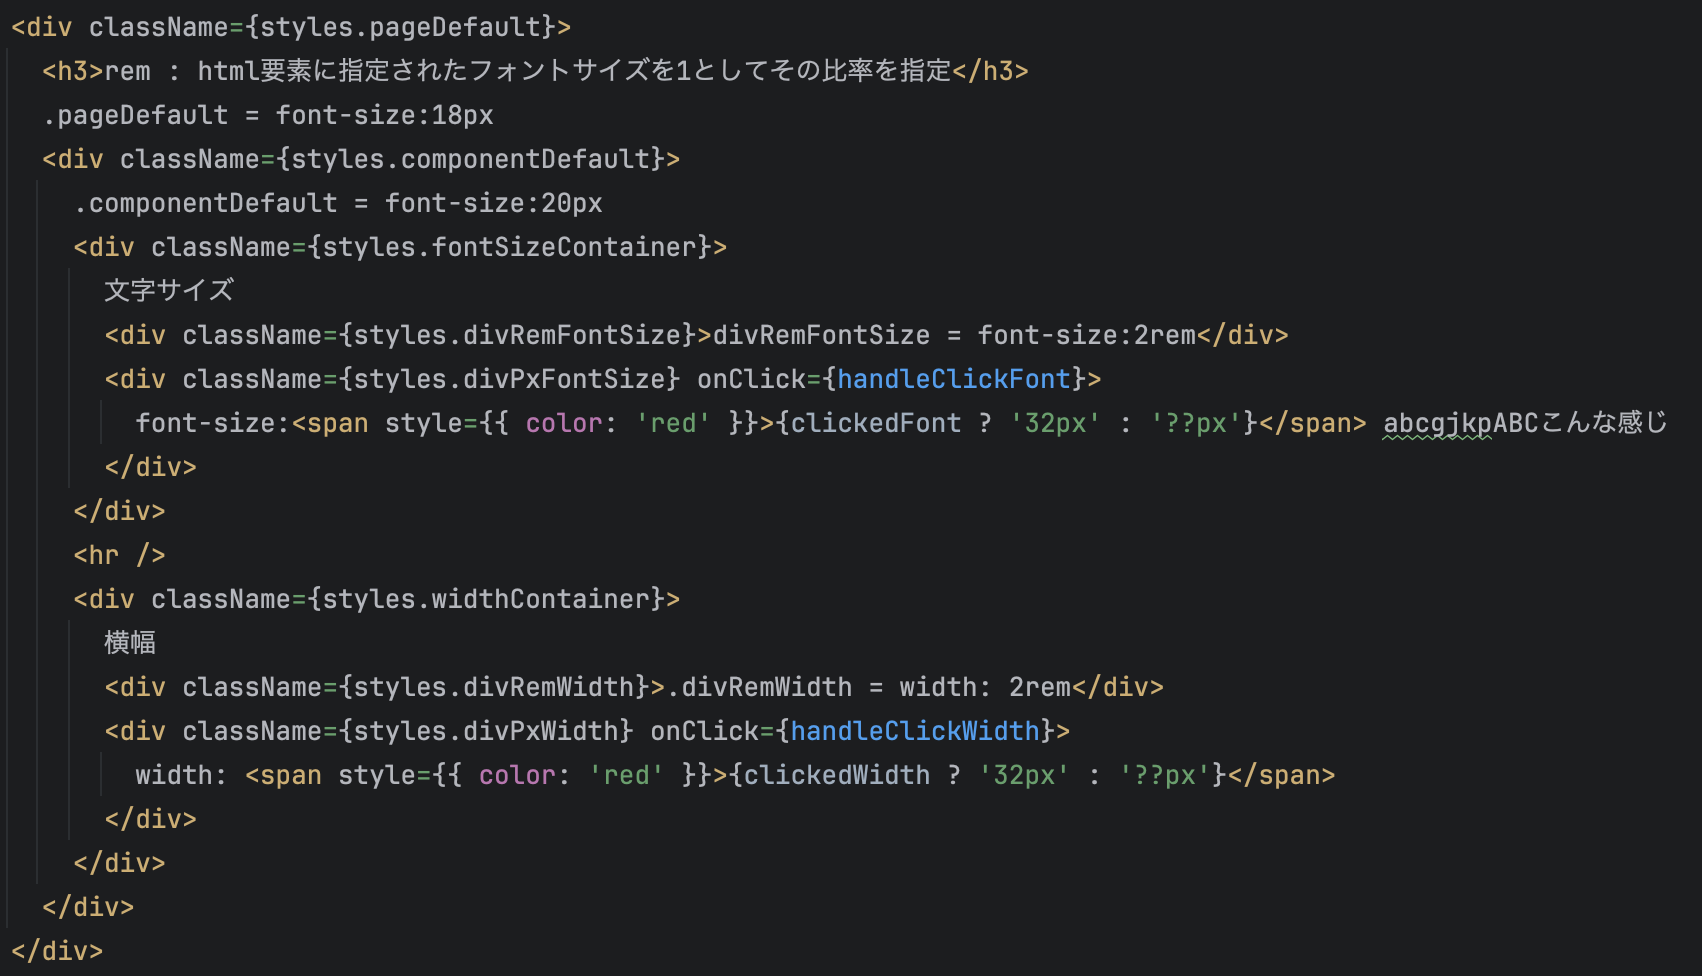 <div className={styles.pageDefault}>
<h3>rem : html要素に指定されたフォントサイズを1としてその比率を指定</h3>
.pageDefault = font-size:18px
<div className={styles.componentDefault}>
.componentDefault = font-size:20px
<div className={styles.fontSizeContainer}>
文字サイズ
<div className={styles.divRemFontSize}>divRemFontSize = font-size:2rem</div>
<div className={styles.divPxFontSize} onClick={handleClickFont}>
font-size:<span style={{ color: 'red' }}>{clickedFont ? '32px' : '??px'}</span> abcgjkpABCこんな感じ
</div>
</div>
<hr />
<div className={styles.widthContainer}>
横幅
<div className={styles.divRemWidth}>.divRemWidth = width: 2rem</div>
<div className={styles.divPxWidth} onClick={handleClickWidth}>
width: <span style={{ color: 'red' }}>{clickedWidth ? '32px' : '??px'}</span>
</div>
</div>
</div>
</div>